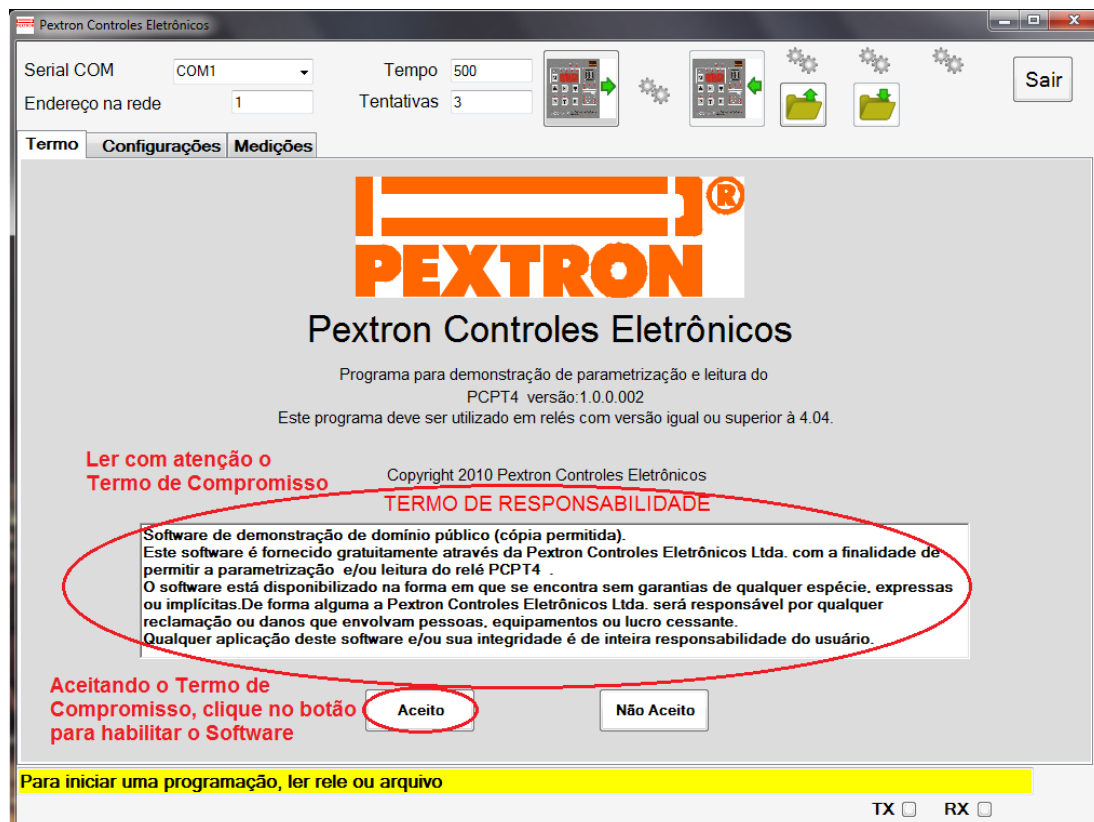 Pextron Controles Eletrônicos
Serial COM COM1 Tempo 500 Sair
Endereço na rede 1 Tentativas 3
Termo Configurações Medições
PEXTRON®
Pextron Controles Eletrônicos
Programa para demonstração de parametrização e leitura do
PCPT4 versão:1.0.0.002
Este programa deve ser utilizado em relés com versão igual ou superior à 4.04.
Ler com atenção o
Termo de Compromisso
Copyright 2010 Pextron Controles Eletrônicos
TERMO DE RESPONSABILIDADE
Software de demonstração de domínio público (cópia permitida).
Este software é fornecido gratuitamente através da Pextron Controles Eletrônicos Ltda. com a finalidade de
permitir a parametrização e/ou leitura do relé PCPT4 .
O software está disponibilizado na forma em que se encontra sem garantias de qualquer espécie, expressas
ou implícitas.De forma alguma a Pextron Controles Eletrônicos Ltda. será responsável por qualquer
reclamação ou danos que envolvam pessoas, equipamentos ou lucro cessante.
Qualquer aplicação deste software e/ou sua integridade é de inteira responsabilidade do usuário.
Aceitando o Termo de
Compromisso, clique no botão
para habilitar o Software
Aceito Não Aceito
Para iniciar uma programação, ler rele ou arquivo
TX RX